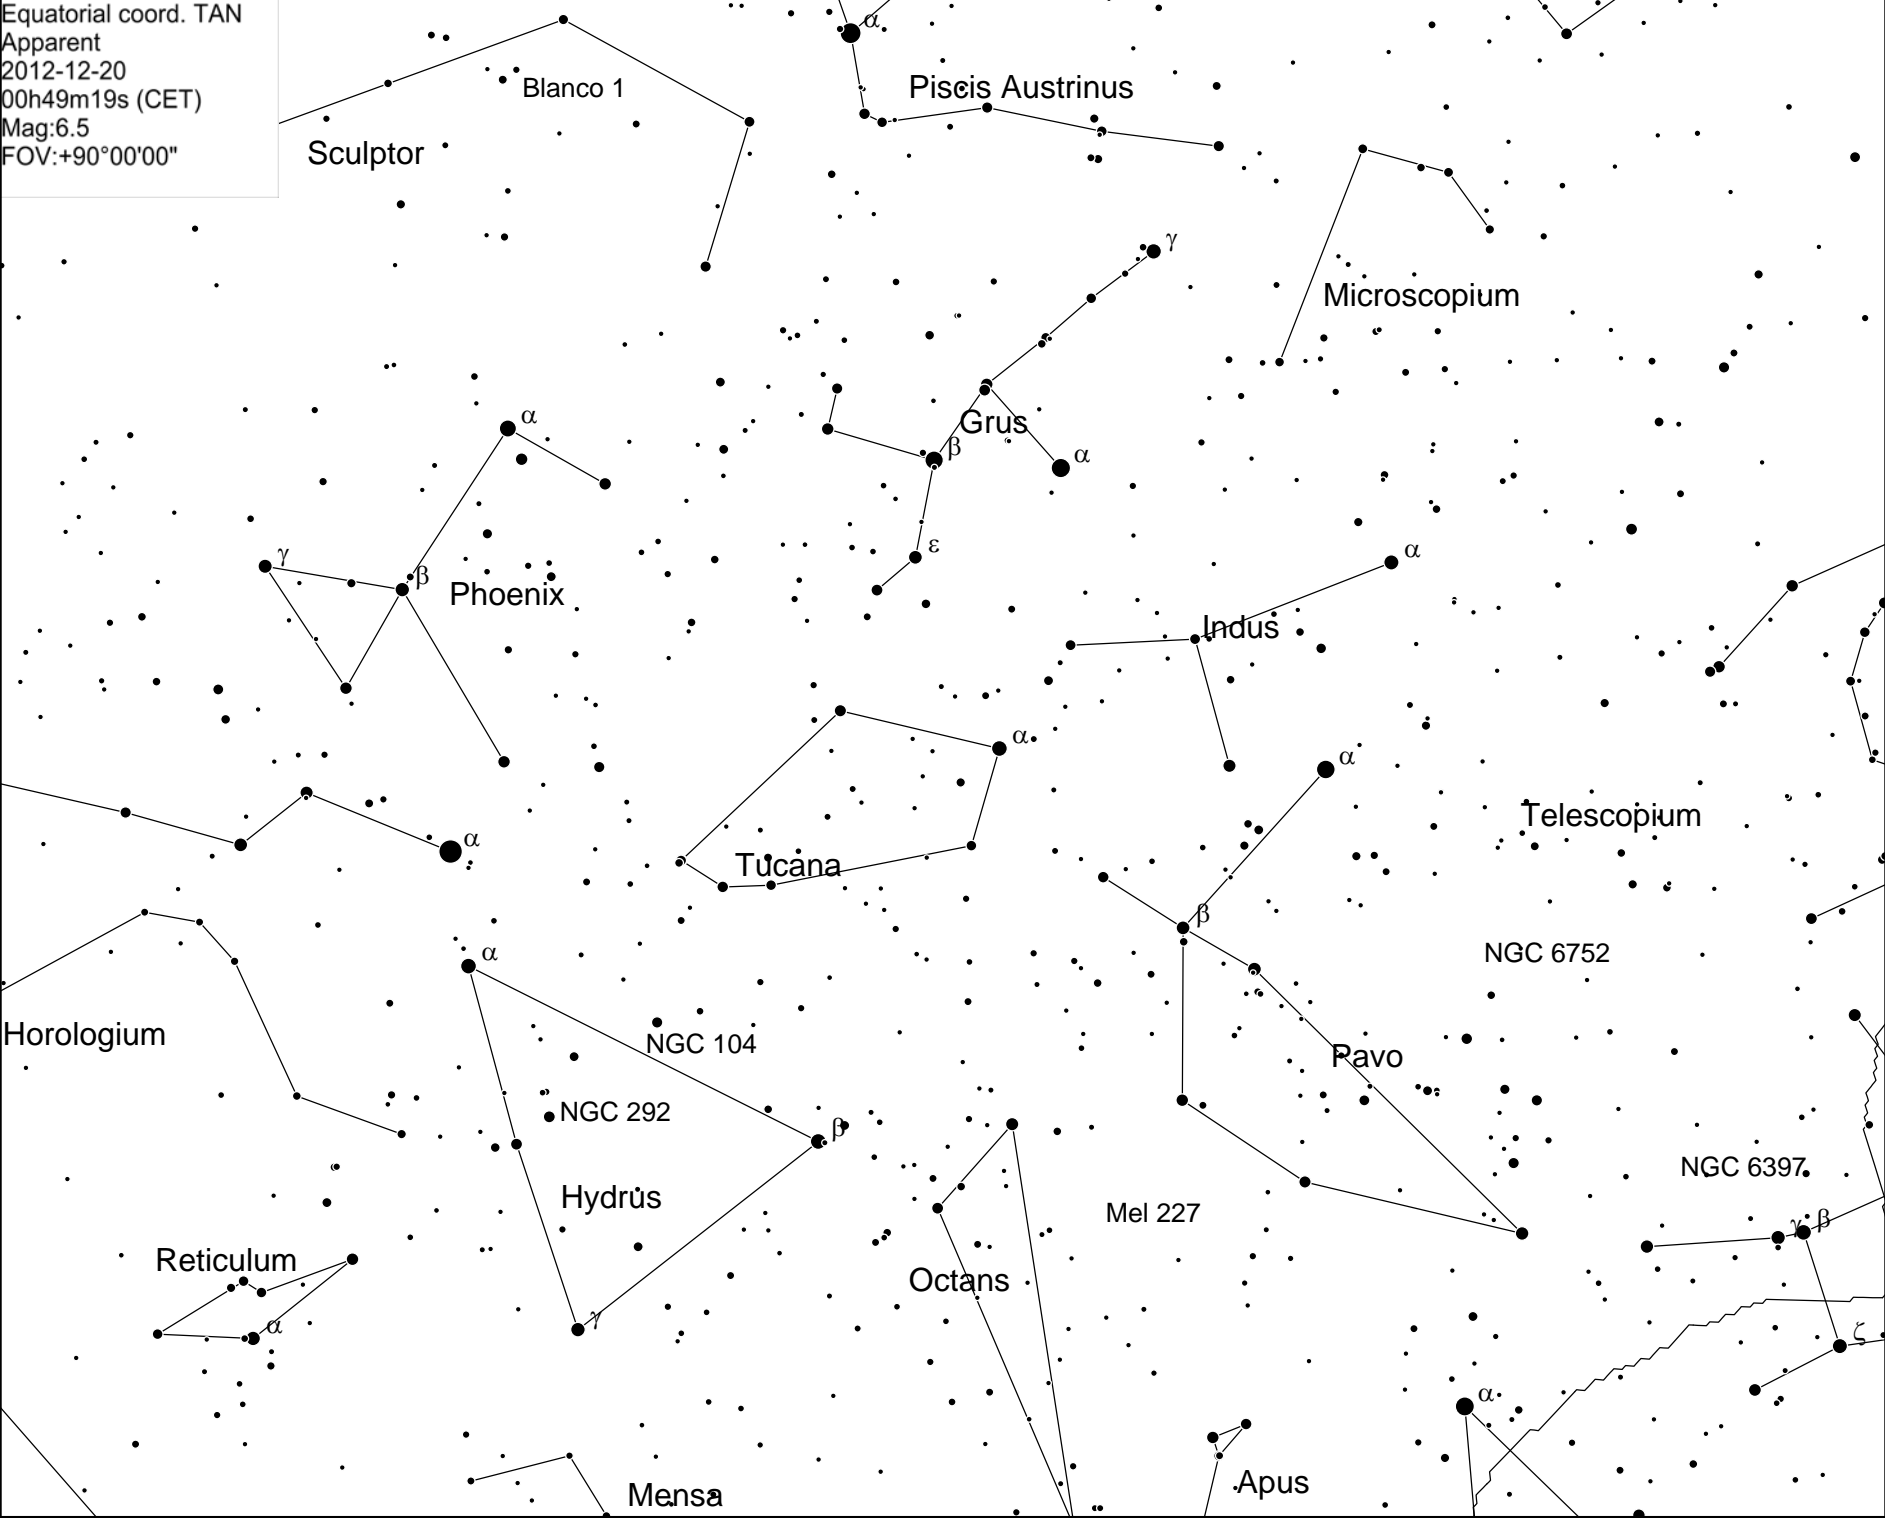 Equatorial coord. TAN
Apparent
2012-12-20
00h49m19s (CET)
Mag:6.5
FOV:+90°00'00"
α
Blanco 1
Piscis Austrinus
Sculptor
γ
Microscopium
α
Grus
β
α
ε
γ
α
β
Phoenix
Indus
α
α
Telescopium
α
Tucana
β
α
NGC 6752
Horologium
NGC 104
Pavo
NGC 292
β
NGC 6397
Hydrus
Mel 227
γ β
Reticulum
Octans
α
γ
ζ
α
Apus
Mensa